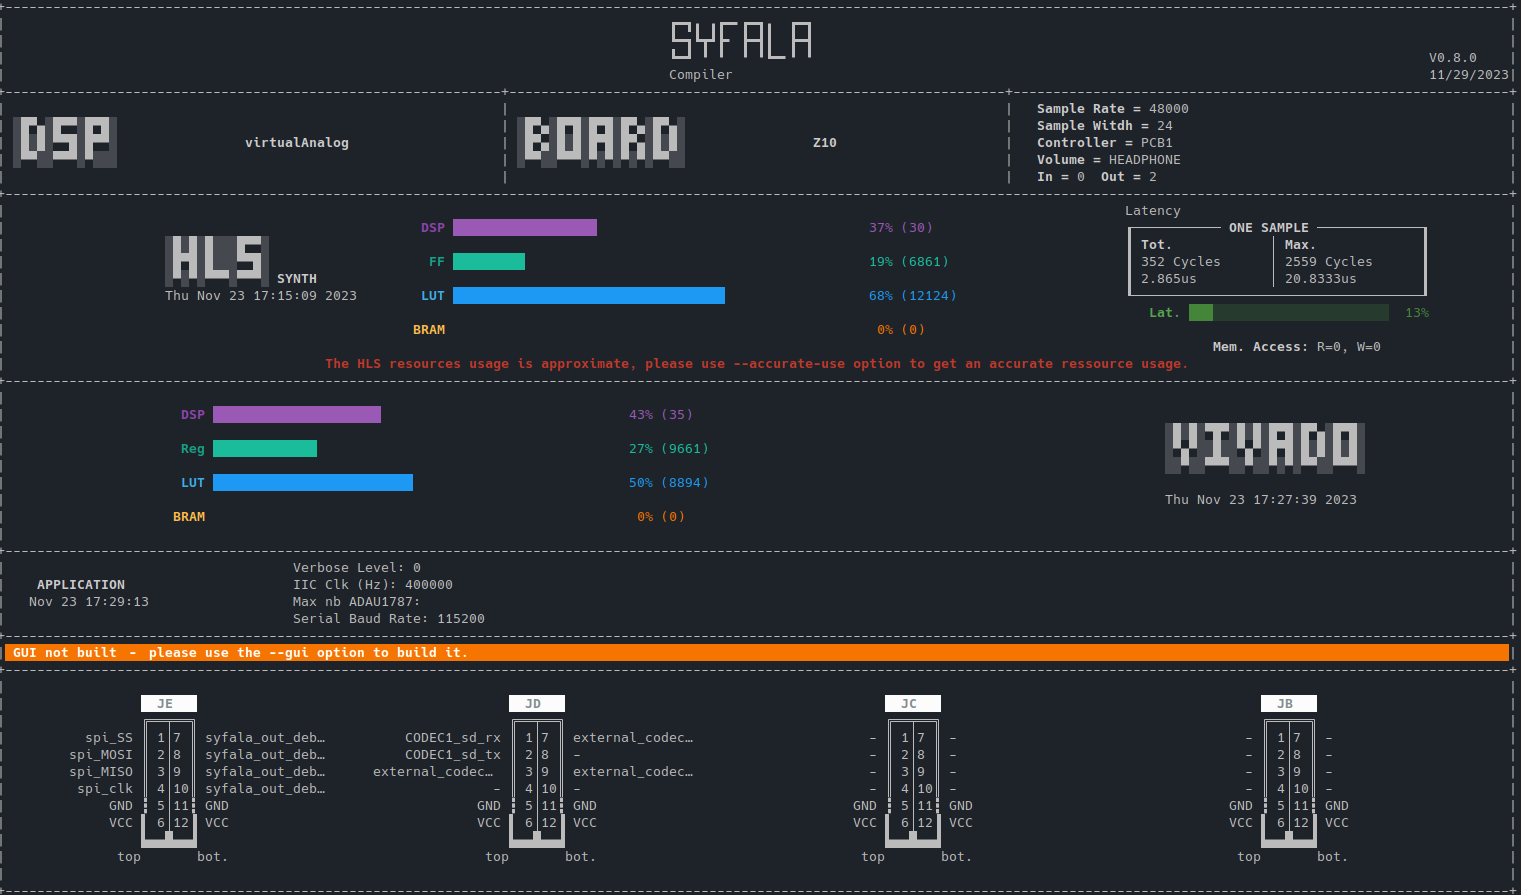 SYFALA
Compiler
V0.8.0
11/29/2023
DSP virtualAnalog
BOARD Z10
Sample Rate = 48000
Sample Witdh = 24
Controller = PCB1
Volume = HEADPHONE
In = 0 Out = 2
HLS SYNTH
Thu Nov 23 17:15:09 2023
DSP 37% (30)
FF 19% (6861)
LUT 68% (12124)
BRAM 0% (0)
Latency
ONE SAMPLE
Tot. Max.
352 Cycles 2559 Cycles
2.865us 20.8333us
Lat. 13%
Mem. Access: R=0, W=0
The HLS resources usage is approximate, please use --accurate-use option to get an accurate ressource usage.
DSP 43% (35)
Reg 27% (9661)
LUT 50% (8894)
BRAM 0% (0)
VIVADO
Thu Nov 23 17:27:39 2023
APPLICATION
Nov 23 17:29:13
Verbose Level: 0
IIC Clk (Hz): 400000
Max nb ADAU1787:
Serial Baud Rate: 115200
GUI not built - please use the --gui option to build it.
JE
spi_SS 1 7 syfala_out_deb…
spi_MOSI 2 8 syfala_out_deb…
spi_MISO 3 9 syfala_out_deb…
spi_clk 4 10 syfala_out_deb…
GND 5 11 GND
VCC 6 12 VCC
top bot.
JD
CODEC1_sd_rx 1 7 external_codec…
CODEC1_sd_tx 2 8 -
external_codec… 3 9 external_codec…
- 4 10 -
GND 5 11 GND
VCC 6 12 VCC
top bot.
JC
- 1 7 -
- 2 8 -
- 3 9 -
- 4 10 -
GND 5 11 GND
VCC 6 12 VCC
top bot.
JB
- 1 7 -
- 2 8 -
- 3 9 -
- 4 10 -
GND 5 11 GND
VCC 6 12 VCC
top bot.